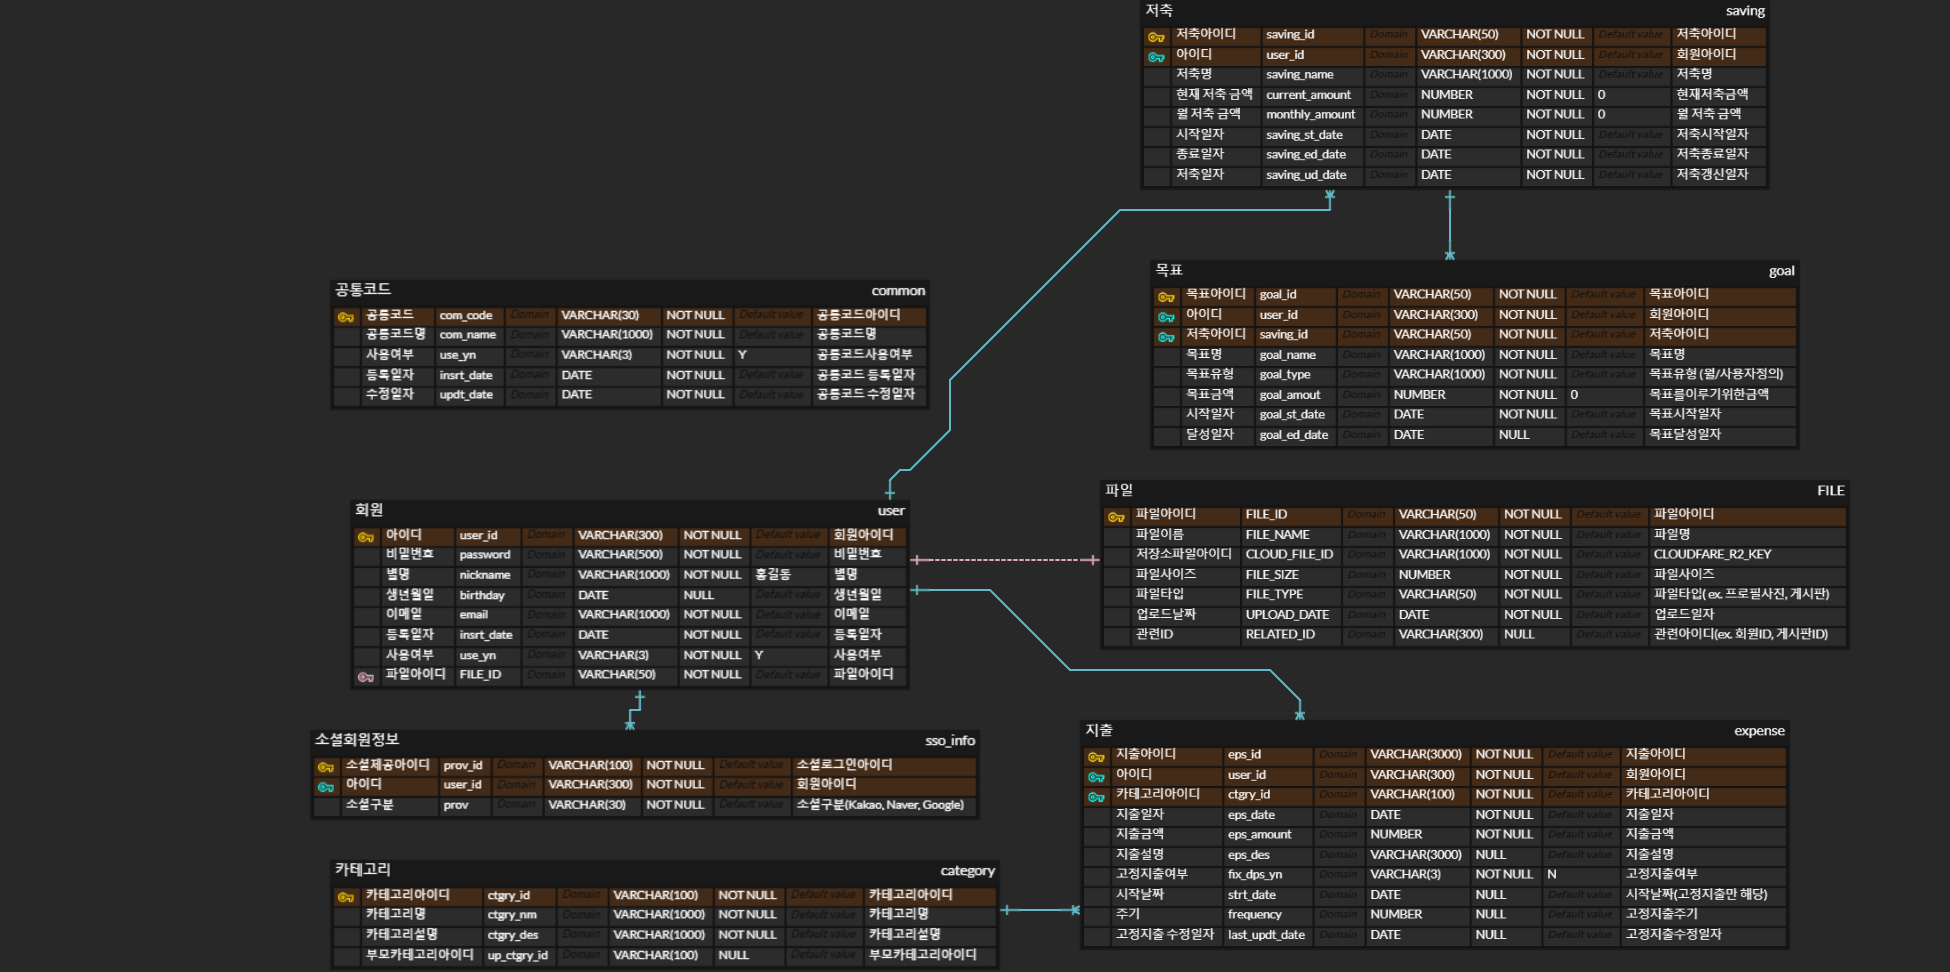 저축 saving
저축아이디 saving_id Domain VARCHAR(50) NOT NULL Default value 저축아이디
아이디 user_id Domain VARCHAR(300) NOT NULL Default value 회원아이디
저축명 saving_name Domain VARCHAR(1000) NOT NULL Default value 저축명
현재 저축 금액 current_amount Domain NUMBER NOT NULL 0 현재저축금액
월 저축 금액 monthly_amount Domain NUMBER NOT NULL 0 월 저축 금액
시작일자 saving_st_date Domain DATE NOT NULL Default value 저축시작일자
종료일자 saving_ed_date Domain DATE NOT NULL Default value 저축종료일자
저축일자 saving_ud_date Domain DATE NOT NULL Default value 저축갱신일자
목표 goal
목표아이디 goal_id Domain VARCHAR(50) NOT NULL Default value 목표아이디
아이디 user_id Domain VARCHAR(300) NOT NULL Default value 회원아이디
저축아이디 saving_id Domain VARCHAR(50) NOT NULL Default value 저축아이디
목표명 goal_name Domain VARCHAR(1000) NOT NULL Default value 목표명
목표유형 goal_type Domain VARCHAR(1000) NOT NULL Default value 목표유형 (월/사용자정의)
목표금액 goal_amout Domain NUMBER NOT NULL 0 목표를이루기위한금액
시작일자 goal_st_date Domain DATE NOT NULL Default value 목표시작일자
달성일자 goal_ed_date Domain DATE NULL Default value 목표달성일자
공통코드 common
공통코드 com_code Domain VARCHAR(30) NOT NULL Default value 공통코드아이디
공통코드명 com_name Domain VARCHAR(1000) NOT NULL Default value 공통코드명
사용여부 use_yn Domain VARCHAR(3) NOT NULL Y 공통코드사용여부
등록일자 insrt_date Domain DATE NOT NULL Default value 공통코드 등록일자
수정일자 updt_date Domain DATE NOT NULL Default value 공통코드 수정일자
회원 user
아이디 user_id Domain VARCHAR(300) NOT NULL Default value 회원아이디
비밀번호 password Domain VARCHAR(500) NOT NULL Default value 비밀번호
별명 nickname Domain VARCHAR(1000) NOT NULL 홍길동 별명
생년월일 birthday Domain DATE NULL Default value 생년월일
이메일 email Domain VARCHAR(1000) NOT NULL Default value 이메일
등록일자 insrt_date Domain DATE NOT NULL Default value 등록일자
사용여부 use_yn Domain VARCHAR(3) NOT NULL Y 사용여부
파일아이디 FILE_ID Domain VARCHAR(50) NOT NULL Default value 파일아이디
파일 FILE
파일아이디 FILE_ID Domain VARCHAR(50) NOT NULL Default value 파일아이디
파일이름 FILE_NAME Domain VARCHAR(1000) NOT NULL Default value 파일명
저장소파일아이디 CLOUD_FILE_ID Domain VARCHAR(1000) NOT NULL Default value CLOUDFARE_R2_KEY
파일사이즈 FILE_SIZE Domain NUMBER NOT NULL Default value 파일사이즈
파일타입 FILE_TYPE Domain VARCHAR(50) NOT NULL Default value 파일타입( ex. 프로필사진, 게시판)
업로드날짜 UPLOAD_DATE Domain DATE NOT NULL Default value 업로드일자
관련ID RELATED_ID Domain VARCHAR(300) NULL Default value 관련아이디(ex. 회원ID, 게시판ID)
소셜회원정보 sso_info
소셜제공아이디 prov_id Domain VARCHAR(100) NOT NULL Default value 소셜로그인아이디
아이디 user_id Domain VARCHAR(300) NOT NULL Default value 회원아이디
소셜구분 prov Domain VARCHAR(30) NOT NULL Default value 소셜구분(Kakao, Naver, Google)
지출 expense
지출아이디 eps_id Domain VARCHAR(3000) NOT NULL Default value 지출아이디
아이디 user_id Domain VARCHAR(300) NOT NULL Default value 회원아이디
카테고리아이디 ctgry_id Domain VARCHAR(100) NOT NULL Default value 카테고리아이디
지출일자 eps_date Domain DATE NOT NULL Default value 지출일자
지출금액 eps_amount Domain NUMBER NOT NULL Default value 지출금액
지출설명 eps_des Domain VARCHAR(3000) NULL Default value 지출설명
고정지출여부 fix_dps_yn Domain VARCHAR(3) NOT NULL N 고정지출여부
시작날짜 strt_date Domain DATE NULL Default value 시작날짜(고정지출만 해당)
주기 frequency Domain NUMBER NULL Default value 고정지출주기
고정지출 수정일자 last_updt_date Domain DATE NULL Default value 고정지출수정일자
카테고리 category
카테고리아이디 ctgry_id Domain VARCHAR(100) NOT NULL Default value 카테고리아이디
카테고리명 ctgry_nm Domain VARCHAR(1000) NOT NULL Default value 카테고리명
카테고리설명 ctgry_des Domain VARCHAR(1000) NOT NULL Default value 카테고리설명
부모카테고리아이디 up_ctgry_id Domain VARCHAR(100) NULL Default value 부모카테고리아이디